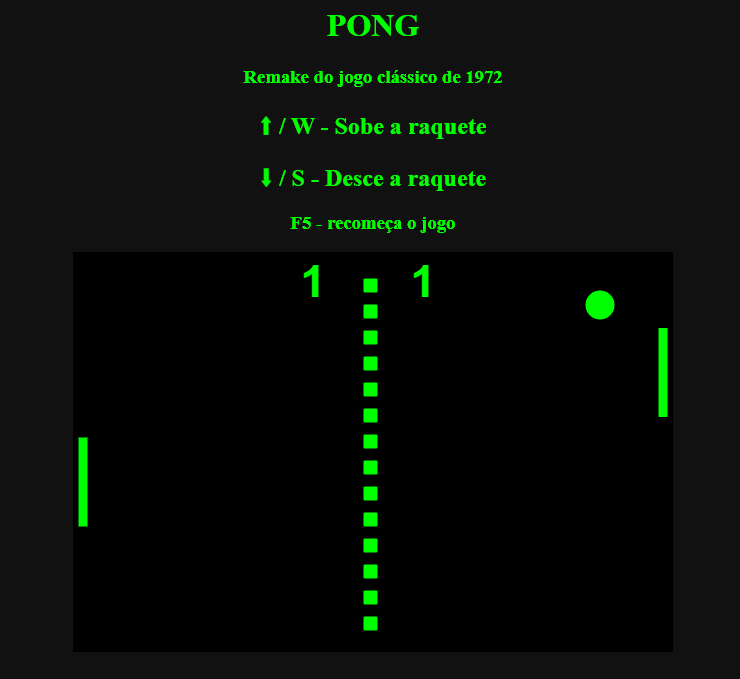 PONG
Remake do jogo clássico de 1972
⬆ / W - Sobe a raquete
⬇ / S - Desce a raquete
F5 - recomeça o jogo
1 1